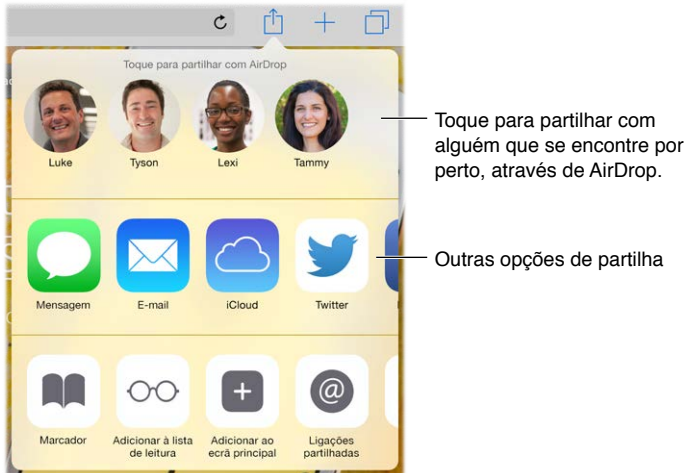 Toque para partilhar com AirDrop
Luke
Tyson
Lexi
Tammy
Toque para partilhar com
alguém que se encontre por
perto, através de AirDrop.
Mensagem
E-mail
iCloud
Twitter
Outras opções de partilha
Marcador
Adicionar à lista
de leitura
Adicionar ao
ecrã principal
Ligações
partilhadas